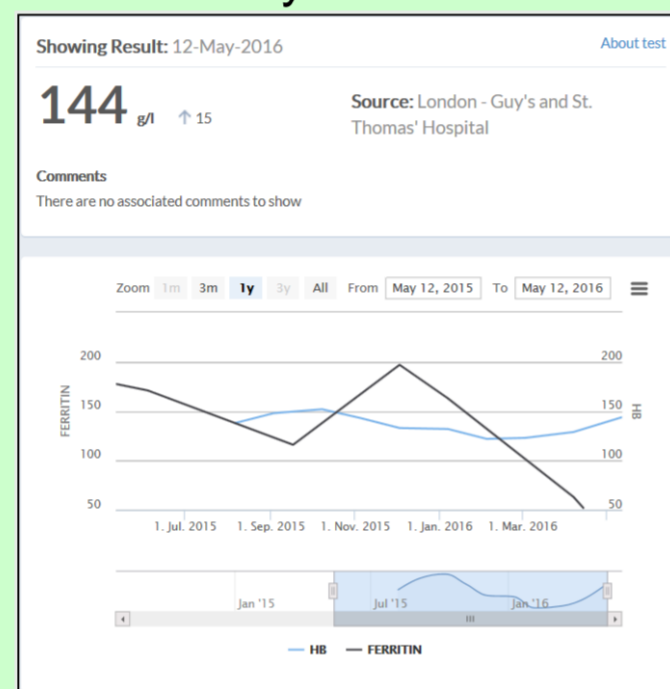 Showing Result: 12-May-2016 About test
144 g/l ↑ 15
Source: London - Guy's and St.
Thomas' Hospital
Comments
There are no associated comments to show
Zoom 1m 3m 1y 3y All From May 12, 2015 To May 12, 2016
200 200
150 150
100 100
50 50
FERRITIN
HB
1. Jul. 2015 1. Sep. 2015 1. Nov. 2015 1. Jan. 2016 1. Mar. 2016
Jan '15 Jul '15 Jan '16
HB FERRITIN